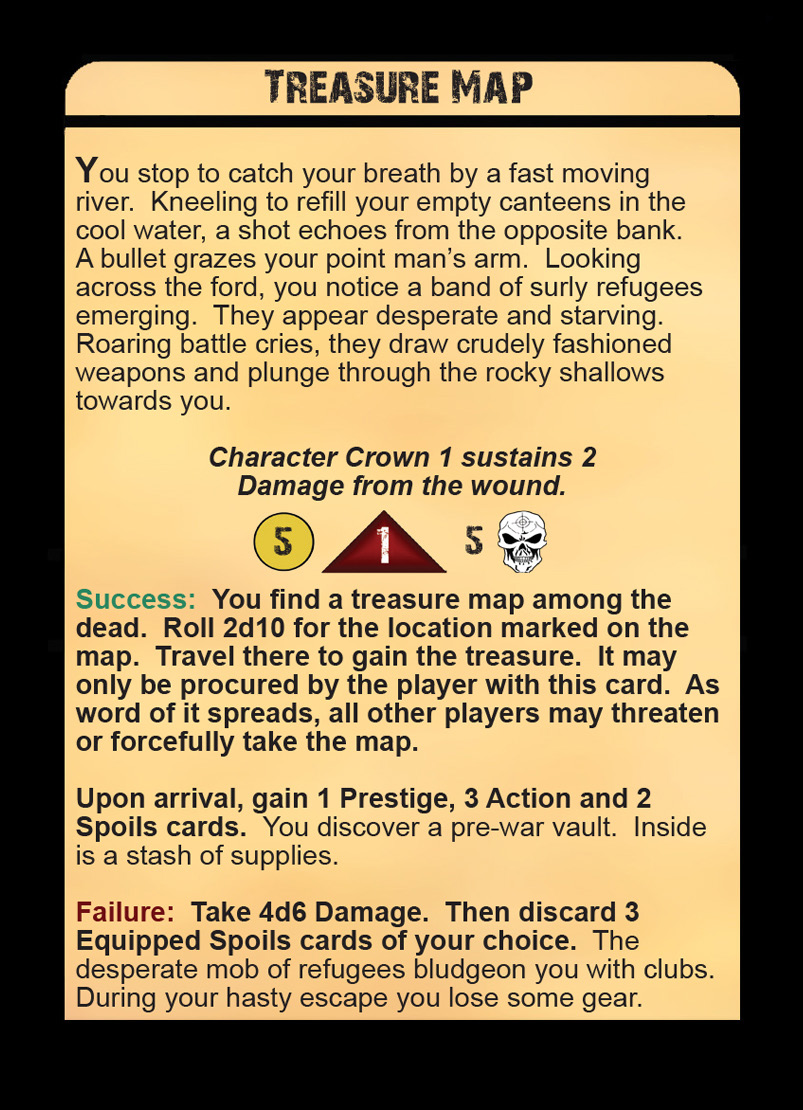 TREASURE MAP
You stop to catch your breath by a fast moving
river.  Kneeling to refill your empty canteens in the
cool water, a shot echoes from the opposite bank.
A bullet grazes your point man’s arm.  Looking
across the ford, you notice a band of surly refugees
emerging.  They appear desperate and starving.
Roaring battle cries, they draw crudely fashioned
weapons and plunge through the rocky shallows
towards you.
Character Crown 1 sustains 2
Damage from the wound.
5 1 5
Success:  You find a treasure map among the
dead.  Roll 2d10 for the location marked on the
map.  Travel there to gain the treasure.  It may
only be procured by the player with this card.  As
word of it spreads, all other players may threaten
or forcefully take the map.
Upon arrival, gain 1 Prestige, 3 Action and 2
Spoils cards.  You discover a pre-war vault.  Inside
is a stash of supplies.
Failure:  Take 4d6 Damage.  Then discard 3
Equipped Spoils cards of your choice.  The
desperate mob of refugees bludgeon you with clubs.
During your hasty escape you lose some gear.